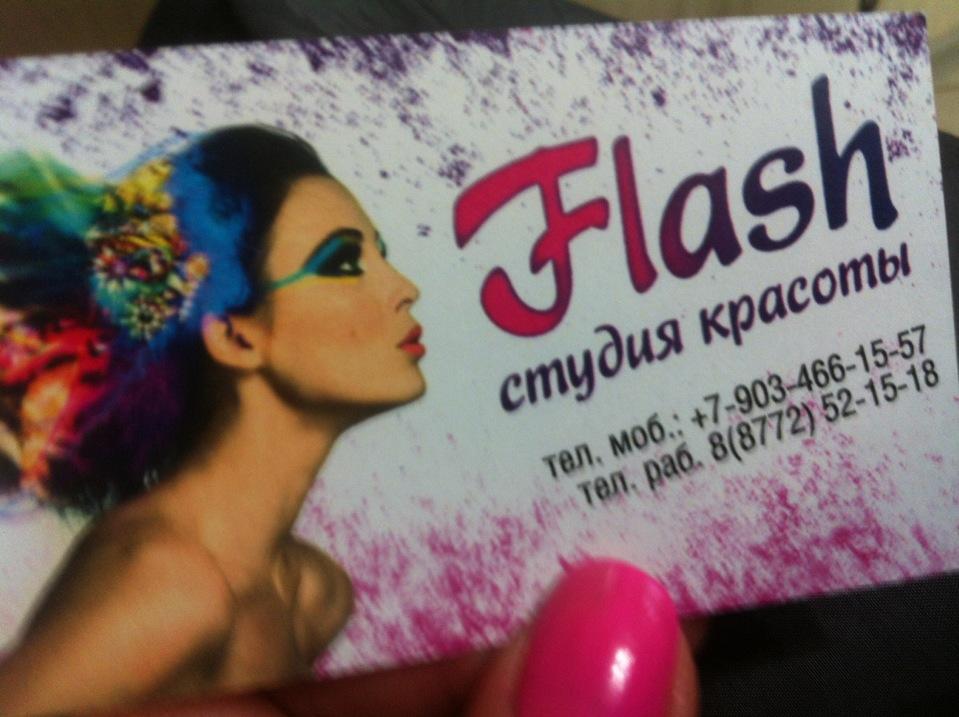 Flash
студия красоты
тел. моб.: +7-903-466-15-57
тел. раб. 8(8772) 52-15-18